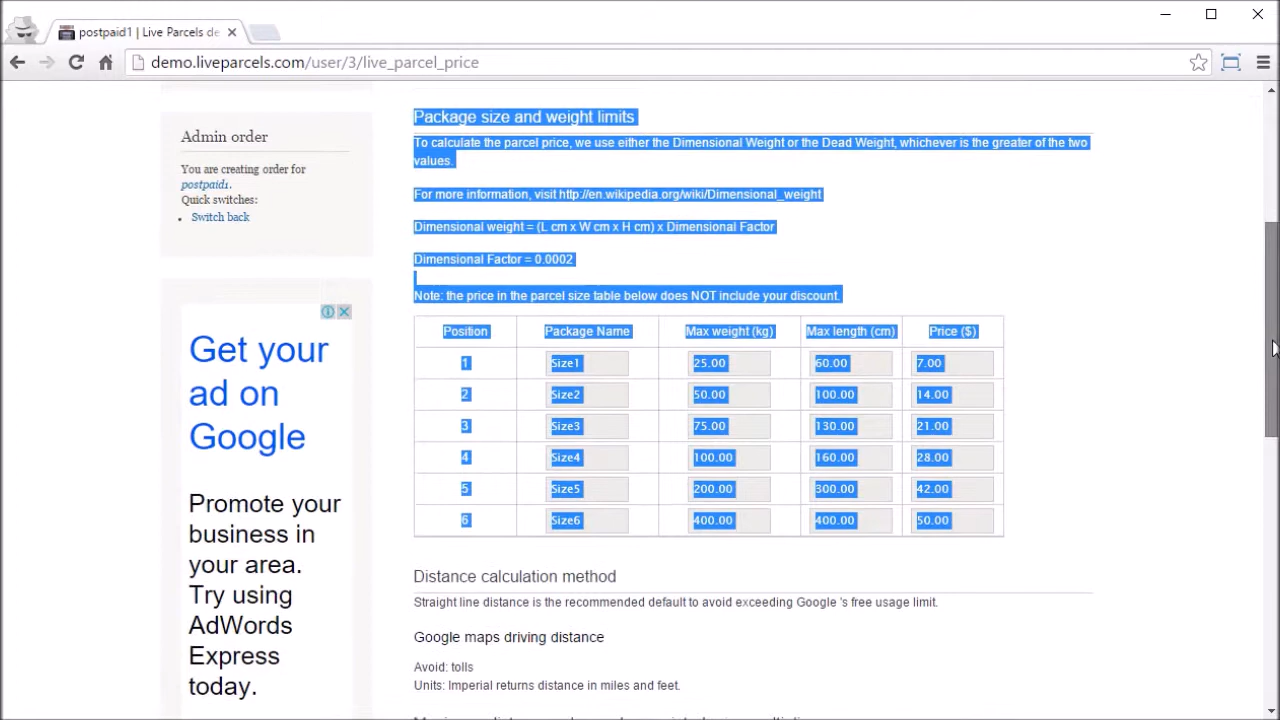 postpaid1 | Live Parcels de
demo.liveparcels.com/user/3/live_parcel_price
Admin order
You are creating order for
postpaid1.
Quick switches:
Switch back
Get your
ad on
Google
Promote your
business in
your area.
Try using
AdWords
Express
today.
Package size and weight limits
To calculate the parcel price, we use either the Dimensional Weight or the Dead Weight, whichever is the greater of the two
values.
For more information, visit http://en.wikipedia.org/wiki/Dimensional_weight
Dimensional weight = (L cm x W cm x H cm) x Dimensional Factor
Dimensional Factor = 0.0002
Note: the price in the parcel size table below does NOT include your discount.
Position Package Name Max weight (kg) Max length (cm) Price ($)
1 Size1 25.00 60.00 7.00
2 Size2 50.00 100.00 14.00
3 Size3 75.00 130.00 21.00
4 Size4 100.00 160.00 28.00
5 Size5 200.00 300.00 42.00
6 Size6 400.00 400.00 50.00
Distance calculation method
Straight line distance is the recommended default to avoid exceeding Google 's free usage limit.
Google maps driving distance
Avoid: tolls
Units: Imperial returns distance in miles and feet.